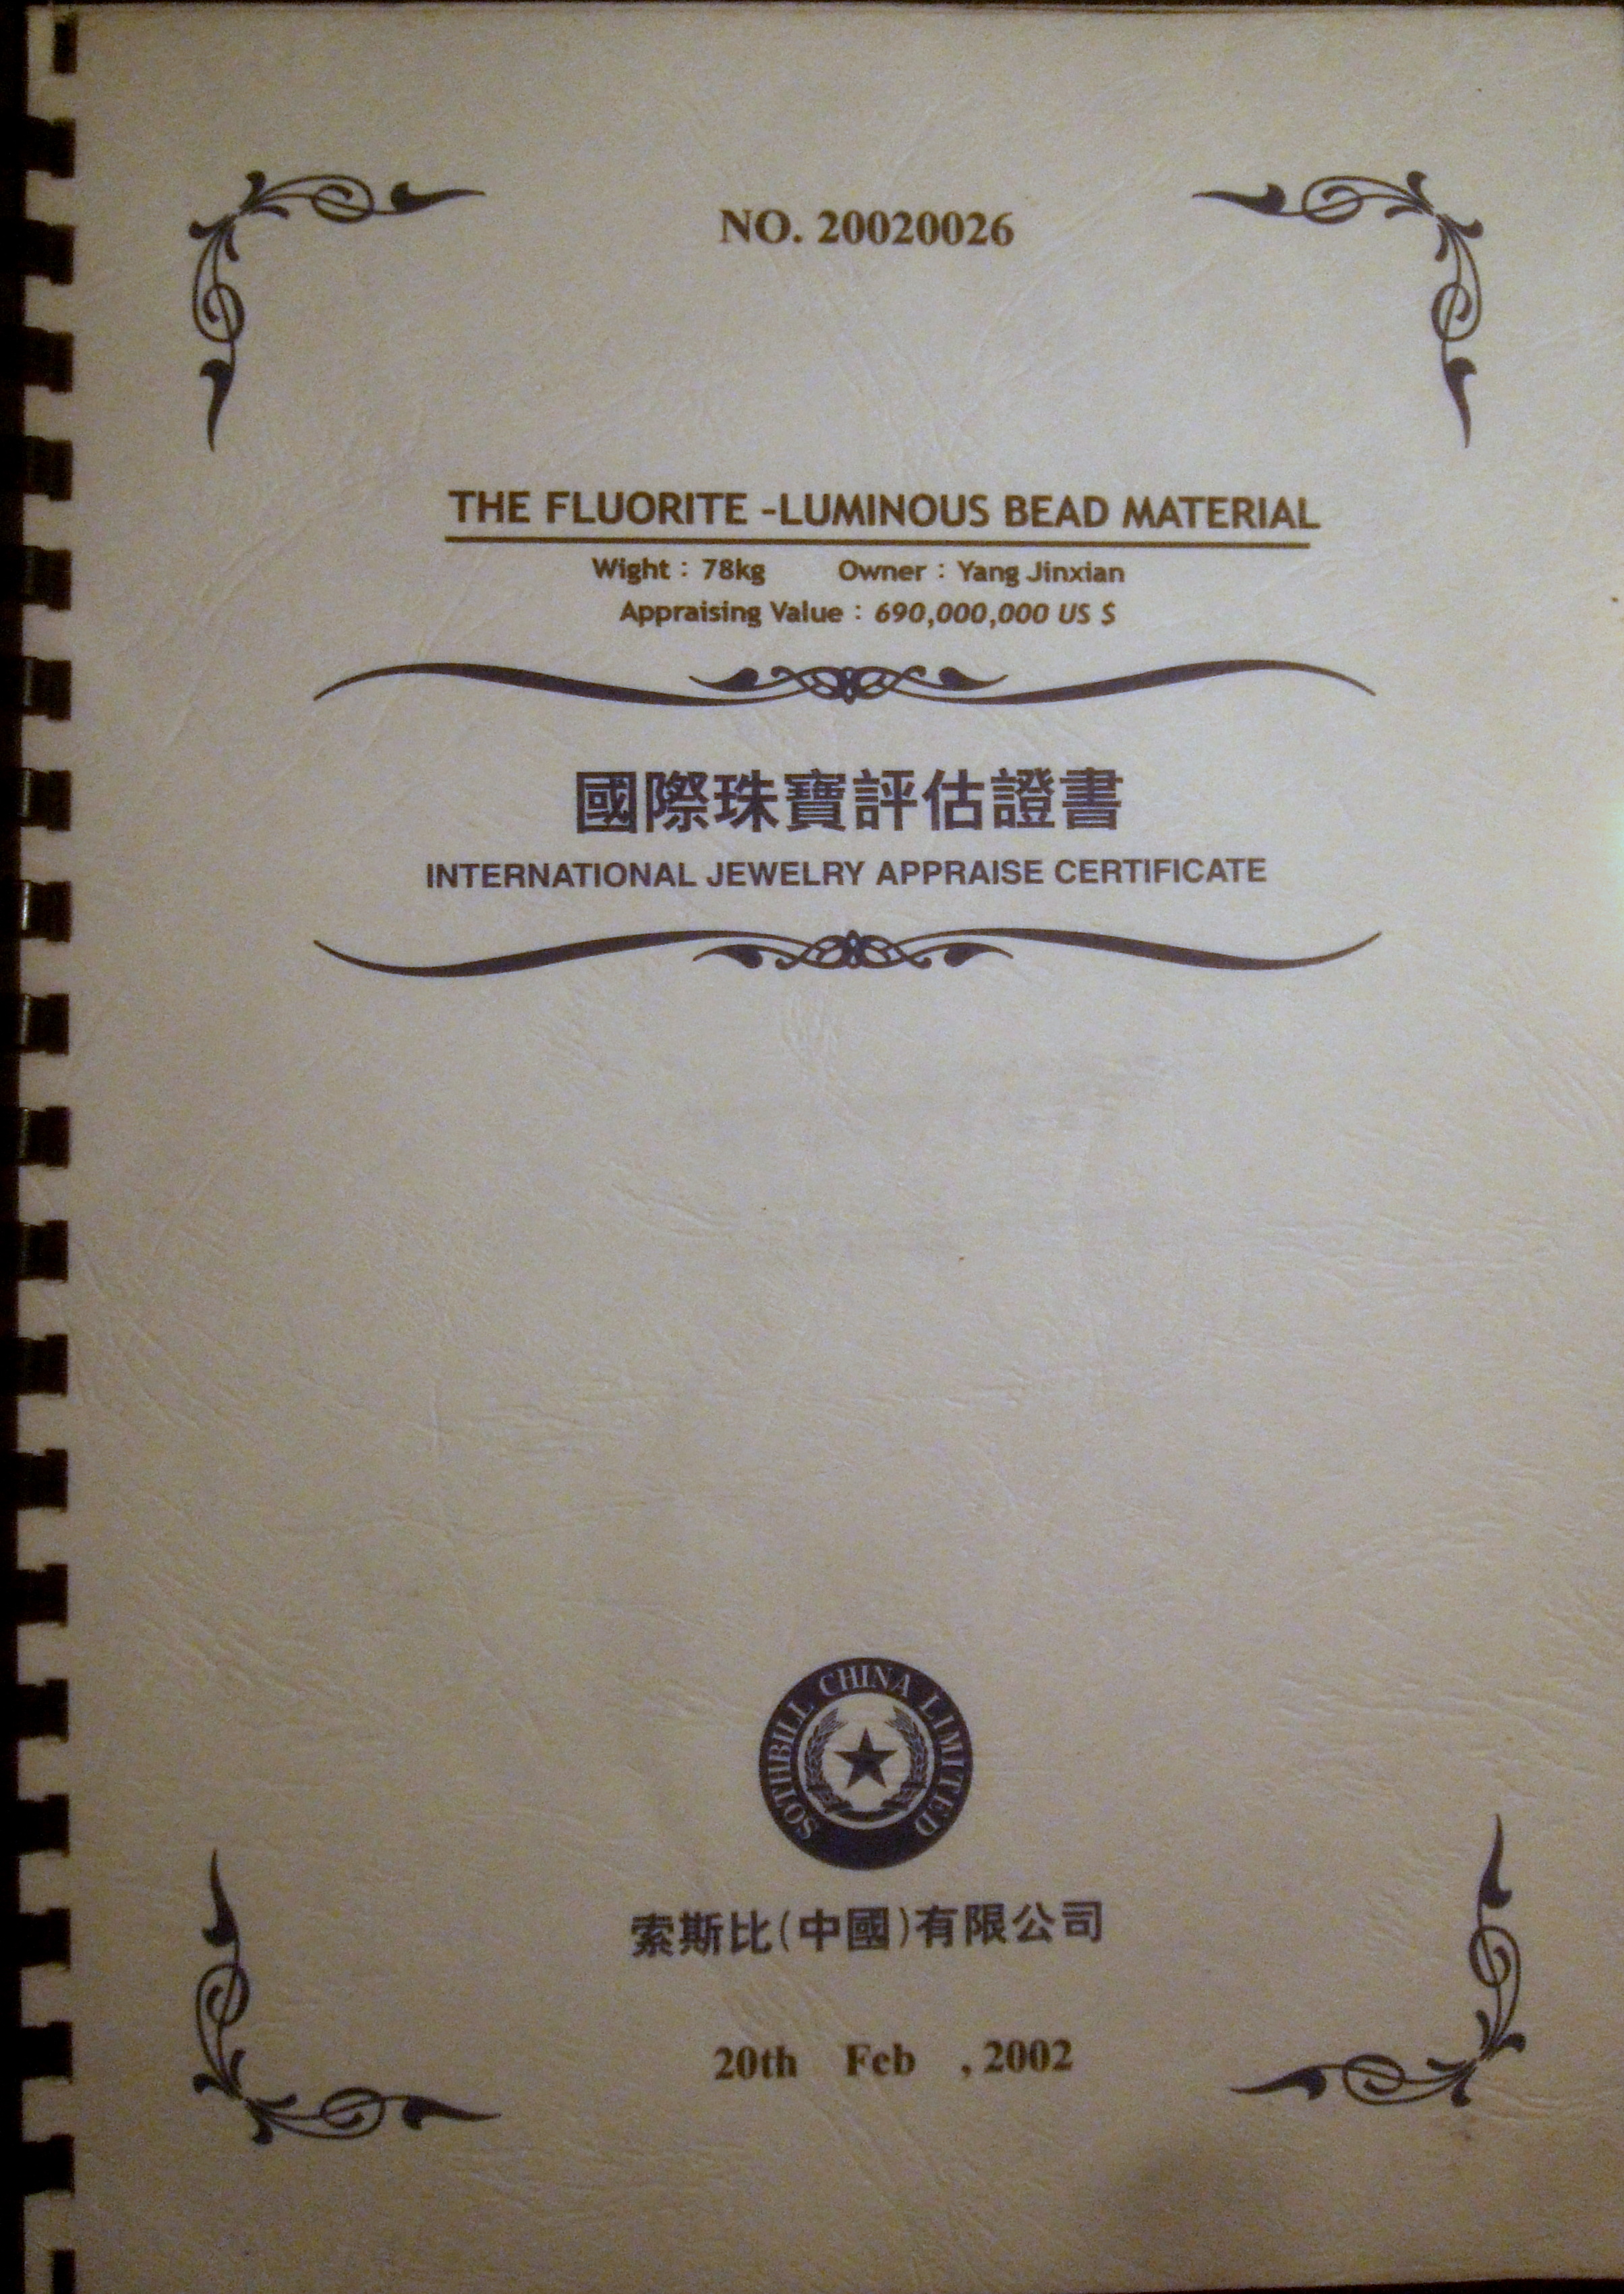 NO. 20020026
THE FLUORITE -LUMINOUS BEAD MATERIAL
Wight : 78kg Owner : Yang Jinxian
Appraising Value : 690,000,000 US $
國際珠寶評估證書
INTERNATIONAL JEWELRY APPRAISE CERTIFICATE
SOTHBILL CHINA LIMITED
索斯比(中國)有限公司
20th Feb , 2002